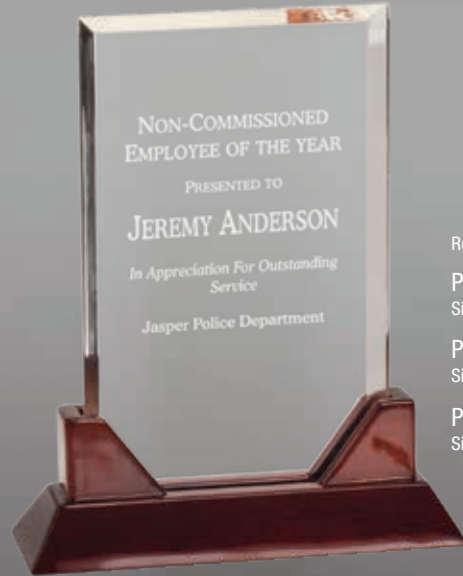 NON-COMMISSIONED
EMPLOYEE OF THE YEAR
PRESENTED TO
JEREMY ANDERSON
In Appreciation For Outstanding
Service
Jasper Police Department